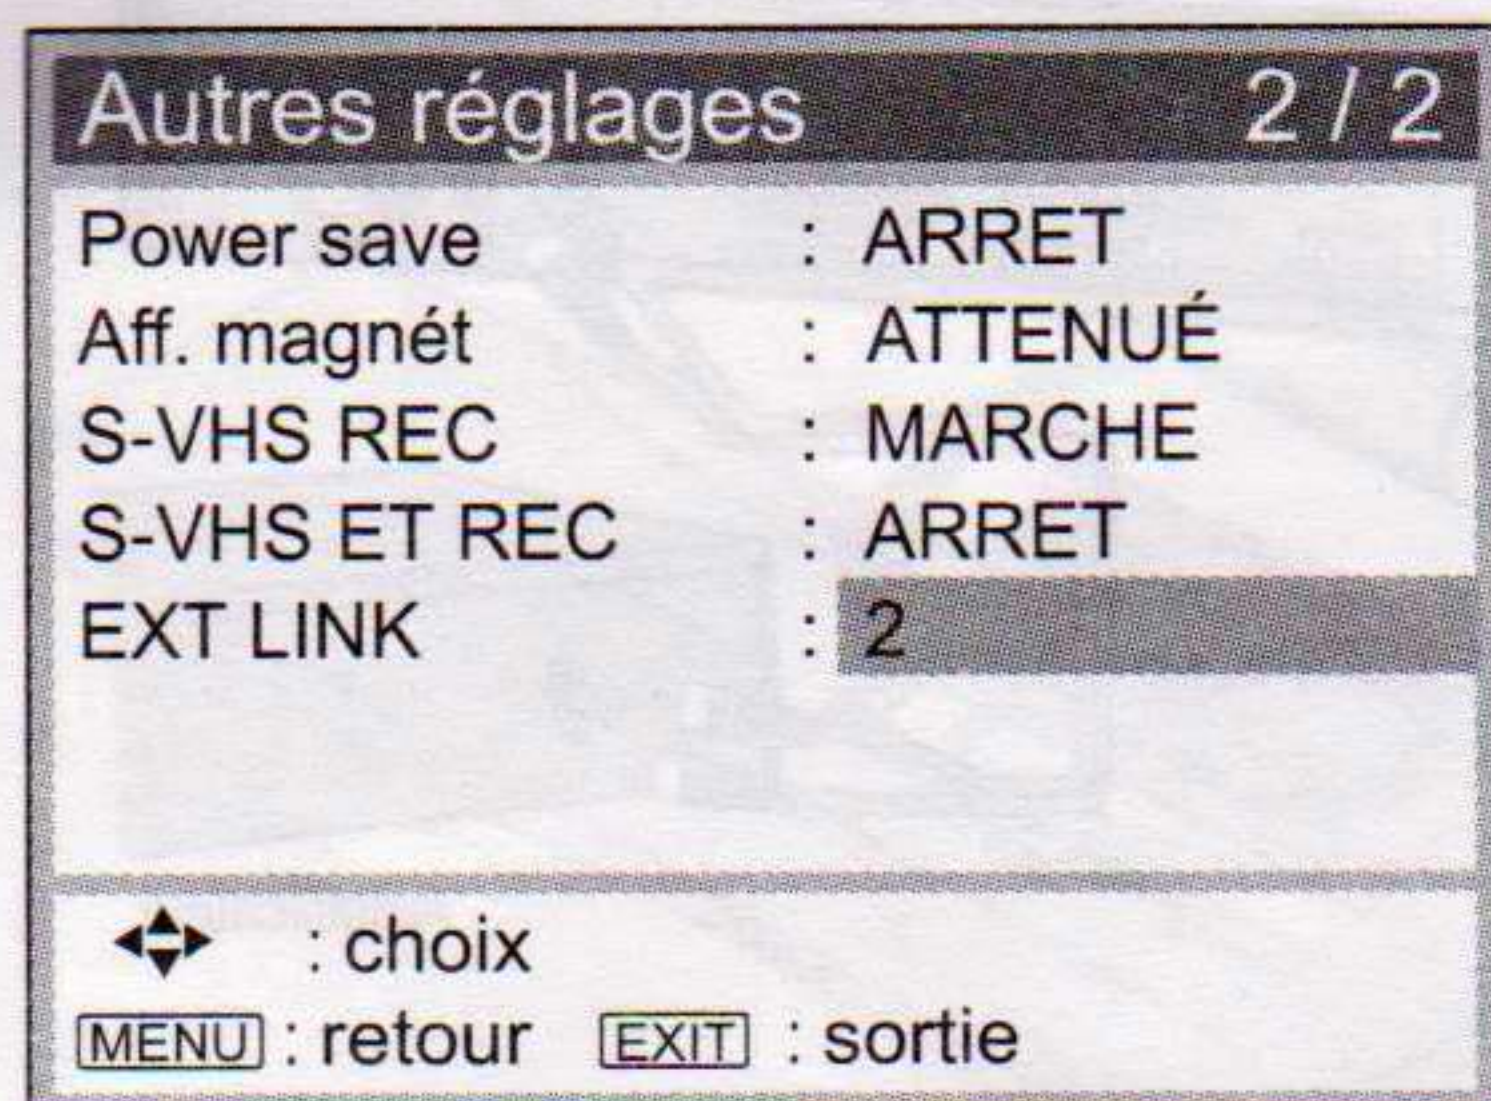 Autres réglages 2 / 2
Power save : ARRET
Aff. magnét : ATTENUÉ
S-VHS REC : MARCHE
S-VHS ET REC : ARRET
EXT LINK : 2
: choix
MENU : retour EXIT : sortie